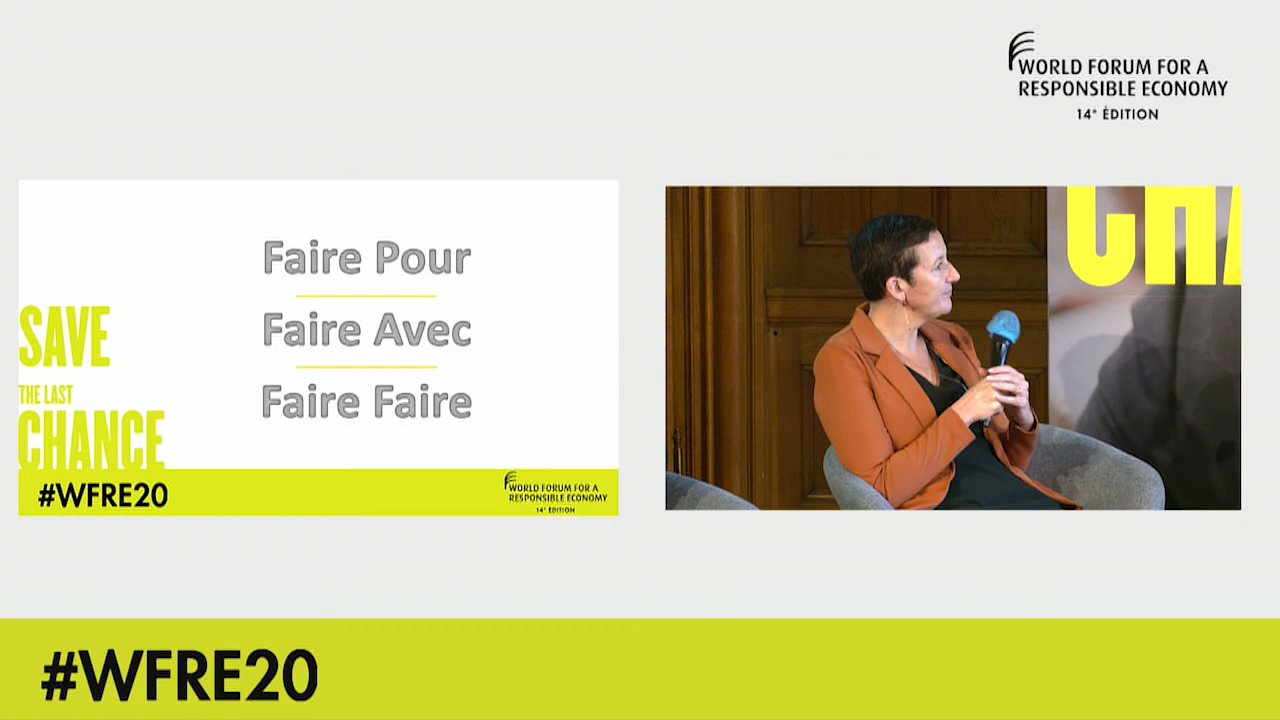 WORLD FORUM FOR A
RESPONSIBLE ECONOMY
14e ÉDITION
Faire Pour
Faire Avec
Faire Faire
SAVE
THE LAST
CHANCE
#WFRE20
WORLD FORUM FOR A
RESPONSIBLE ECONOMY
14e ÉDITION
CHA
#WFRE20